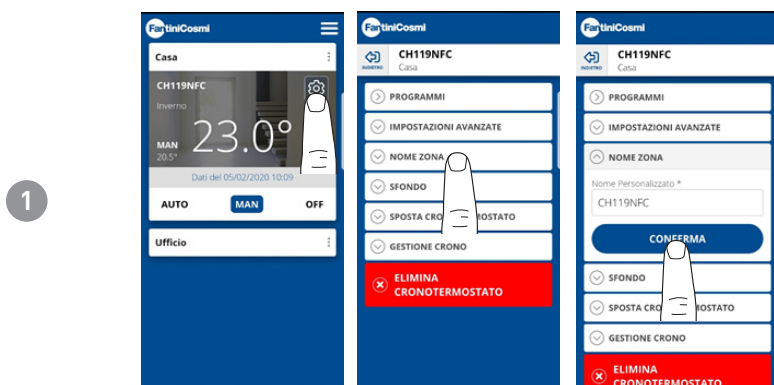 1
FantiniCosmi
Casa
CH119NFC
Inverno
MAN
20.5°
23.0°
Dati del 05/02/2020 10:09
AUTO MAN OFF
Ufficio
FantiniCosmi
INDIETRO
CH119NFC
Casa
PROGRAMMI
IMPOSTAZIONI AVANZATE
NOME ZONA
SFONDO
SPOSTA CRO MOSTATO
GESTIONE CRONO
ELIMINA
CRONOTERMOSTATO
FantiniCosmi
INDIETRO
CH119NFC
Casa
PROGRAMMI
IMPOSTAZIONI AVANZATE
NOME ZONA
Nome Personalizzato *
CH119NFC
CONFERMA
SFONDO
SPOSTA CRO MOSTATO
GESTIONE CRONO
ELIMINA
CRONOTERMOSTATO